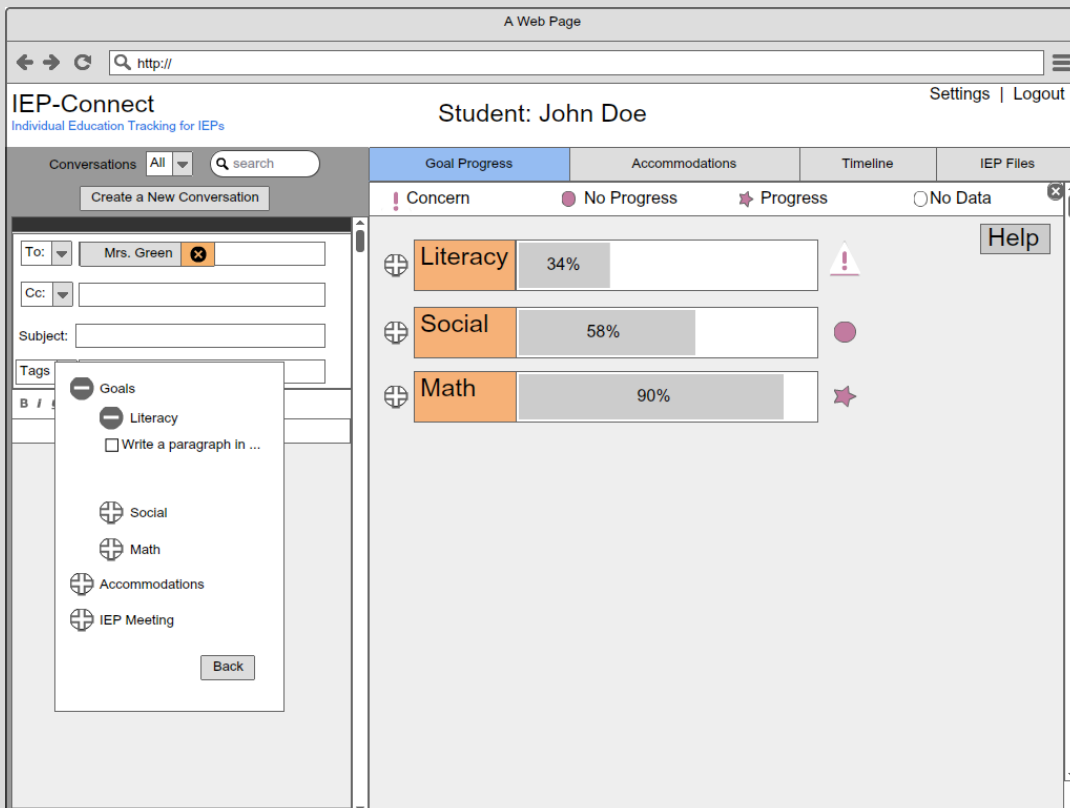 A Web Page
http://
Settings | Logout
IEP-Connect
Individual Education Tracking for IEPs
Student: John Doe
Conversations All search
Create a New Conversation
Goal Progress Accommodations Timeline IEP Files
! Concern No Progress Progress No Data
Help
To: Mrs. Green
Cc:
Subject:
Tags
B I
Goals
Literacy
Write a paragraph in ...
Social
Math
Accommodations
IEP Meeting
Back
Literacy 34% !
Social 58%
Math 90%